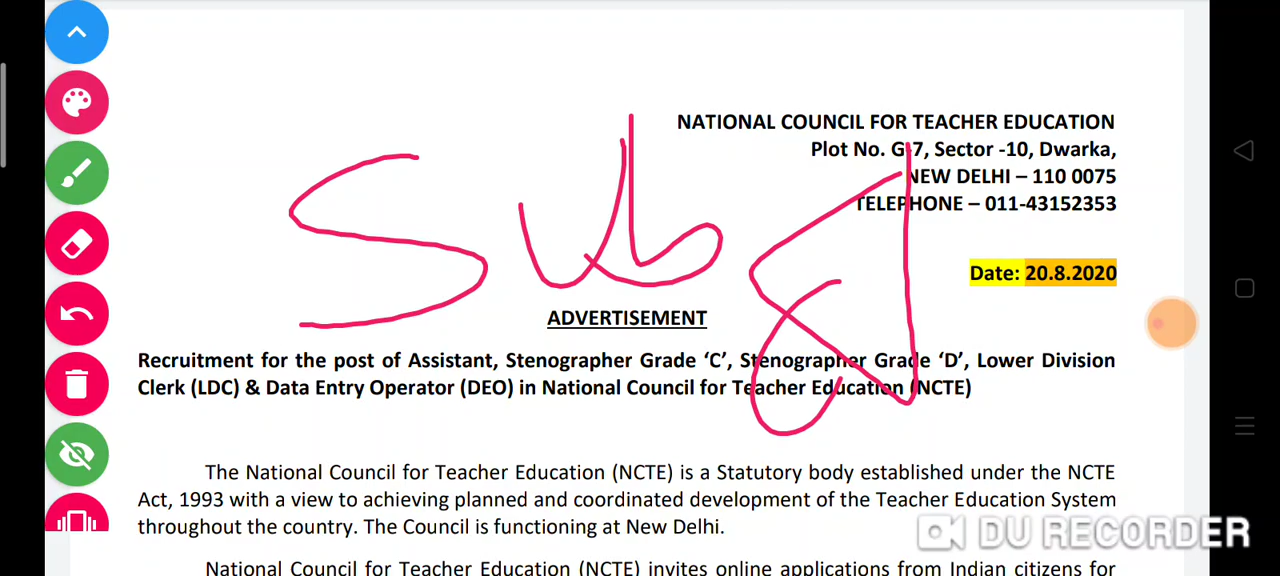 NATIONAL COUNCIL FOR TEACHER EDUCATION
Plot No. G-7, Sector -10, Dwarka,
NEW DELHI – 110 0075
TELEPHONE – 011-43152353
Sub
Date: 20.8.2020
ADVERTISEMENT
Recruitment for the post of Assistant, Stenographer Grade ‘C’, Stenographer Grade ‘D’, Lower Division
Clerk (LDC) & Data Entry Operator (DEO) in National Council for Teacher Education (NCTE)
The National Council for Teacher Education (NCTE) is a Statutory body established under the NCTE
Act, 1993 with a view to achieving planned and coordinated development of the Teacher Education System
throughout the country. The Council is functioning at New Delhi.
DU RECORDER
National Council for Teacher Education (NCTE) invites online applications from Indian citizens for